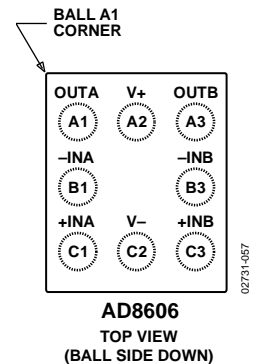 BALL A1
CORNER
OUTA V+ OUTB
A1 A2 A3
–INA –INB
B1 B3
+INA V– +INB
C1 C2 C3
02731-057
AD8606
TOP VIEW
(BALL SIDE DOWN)